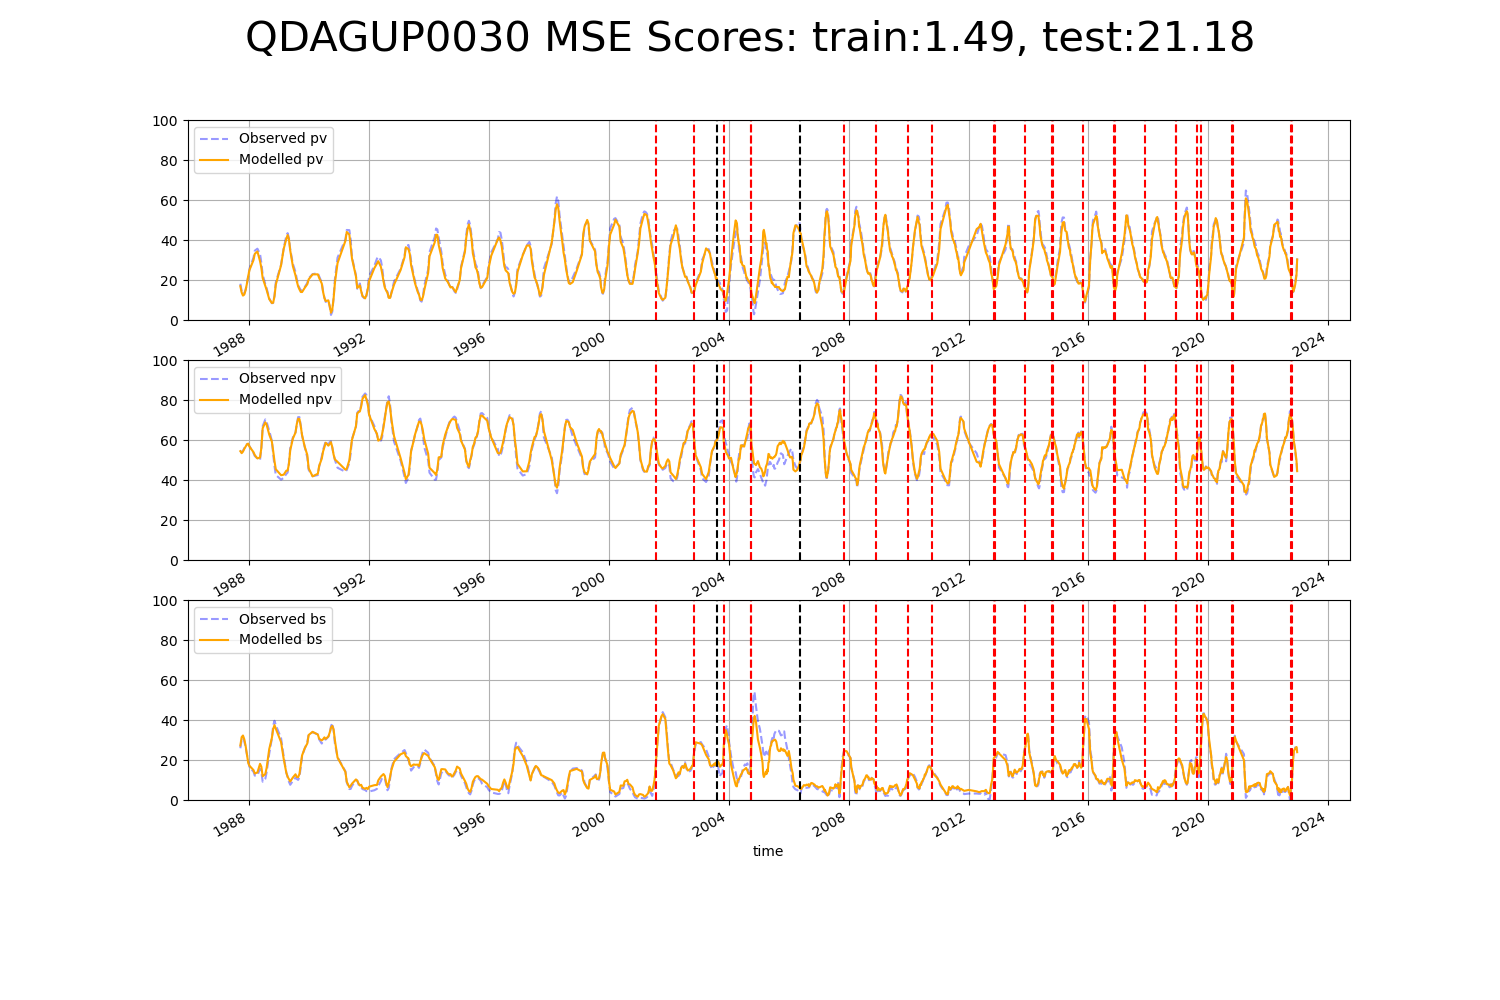 QDAGUP0030 MSE Scores: train:1.49, test:21.18
100
80
60
40
20
0
Observed pv
Modelled pv
1988 1992 1996 2000 2004 2008 2012 2016 2020 2024
100
80
60
40
20
0
Observed npv
Modelled npv
1988 1992 1996 2000 2004 2008 2012 2016 2020 2024
100
80
60
40
20
0
Observed bs
Modelled bs
1988 1992 1996 2000 2004 2008 2012 2016 2020 2024
time